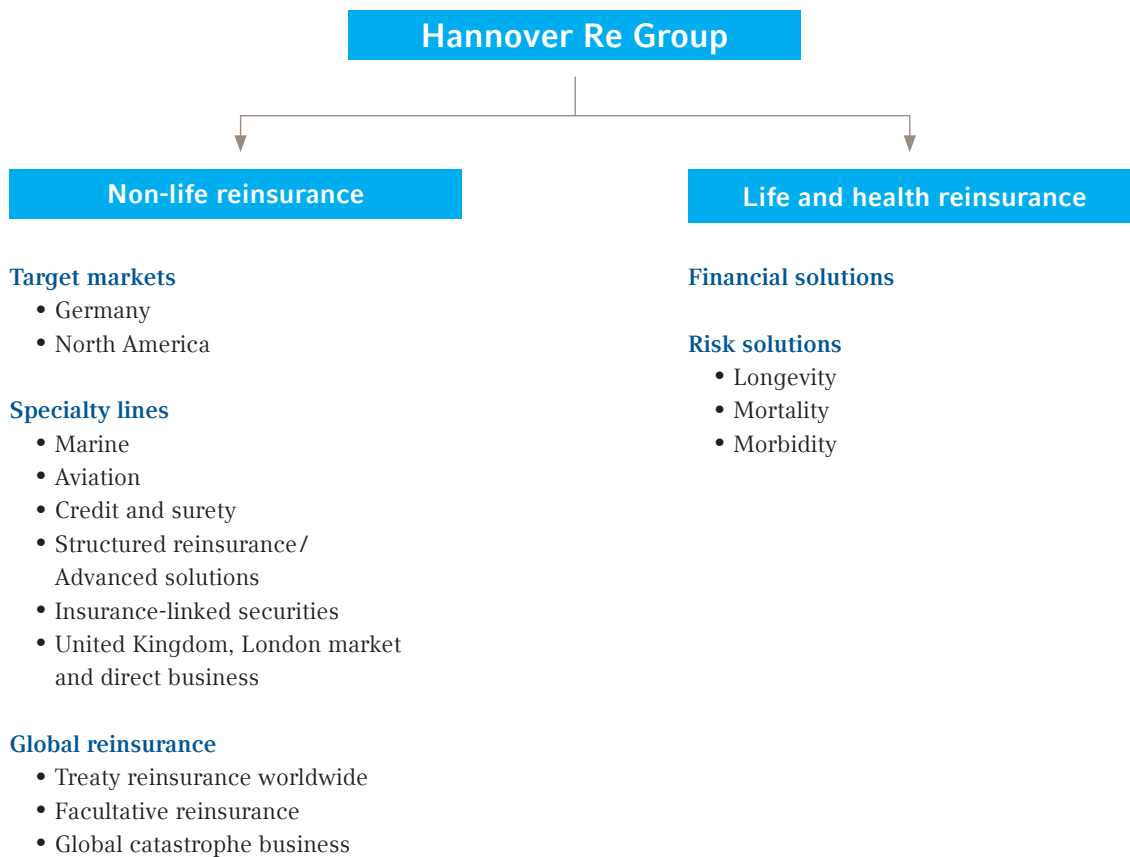 Hannover Re Group
Non-life reinsurance
Target markets
• Germany
• North America
Specialty lines
• Marine
• Aviation
• Credit and surety
• Structured reinsurance/
Advanced solutions
• Insurance-linked securities
• United Kingdom, London market
and direct business
Global reinsurance
• Treaty reinsurance worldwide
• Facultative reinsurance
• Global catastrophe business
Life and health reinsurance
Financial solutions
Risk solutions
• Longevity
• Mortality
• Morbidity